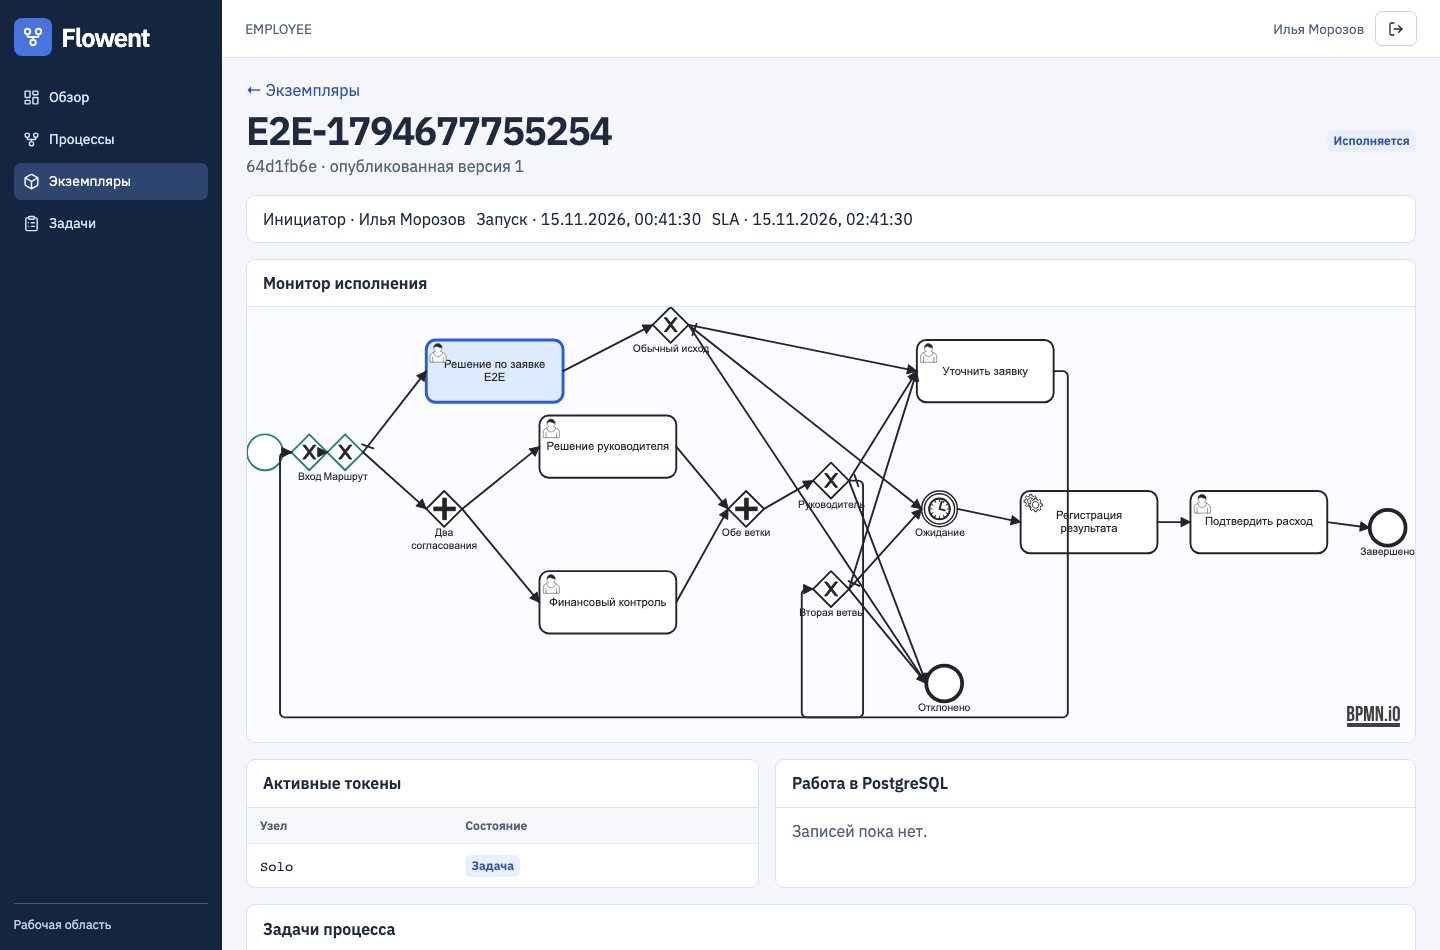 Flowent
EMPLOYEE
Илья Морозов
Обзор
Процессы
Экземпляры
Задачи
← Экземпляры
E2E-1794677755254
Исполняется
64d1fb6e · опубликованная версия 1
Инициатор · Илья Морозов Запуск · 15.11.2026, 00:41:30 SLA · 15.11.2026, 02:41:30
Монитор исполнения
Обычный исход
Решение по заявке
E2E
Уточнить заявку
Решение руководителя
Вход
Маршрут
Руководитель
Два
согласования
Обе ветки
Ожидание
Регистрация
результата
Подтвердить расход
Завершено
Финансовый контроль
Вторая ветвь
Отклонено
BPMN.iO
Активные токены
Работа в PostgreSQL
Узел
Состояние
Записей пока нет.
Solo
Задача
Задачи процесса
Рабочая область